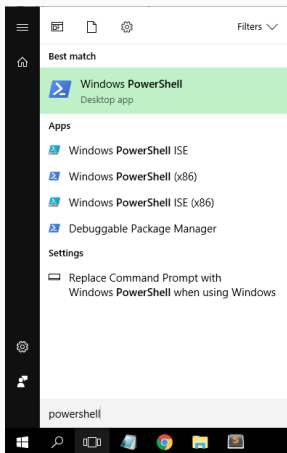 Filters
Best match
Windows PowerShell
Desktop app
Apps
Windows PowerShell ISE
Windows PowerShell (x86)
Windows PowerShell ISE (x86)
Debuggable Package Manager
Settings
Replace Command Prompt with
Windows PowerShell when using Windows
powershell
S